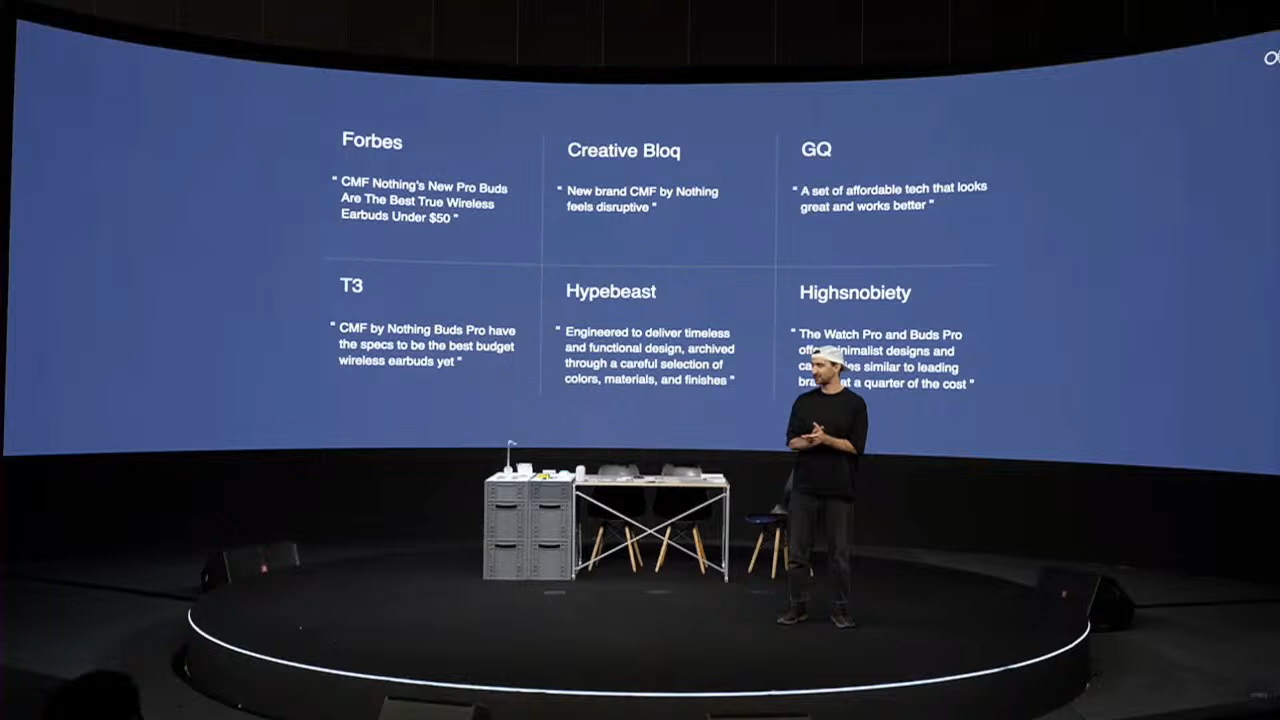 Forbes
" CMF Nothing's New Pro Buds
Are The Best True Wireless
Earbuds Under $50 "
Creative Bloq
" New brand CMF by Nothing
feels disruptive "
GQ
" A set of affordable tech that looks
great and works better "
T3
" CMF by Nothing Buds Pro have
the specs to be the best budget
wireless earbuds yet "
Hypebeast
" Engineered to deliver timeless
and functional design, archived
through a careful selection of
colors, materials, and finishes "
Highsnobiety
" The Watch Pro and Buds Pro
minimalist designs and
similar to leading
at a quarter of the cost "